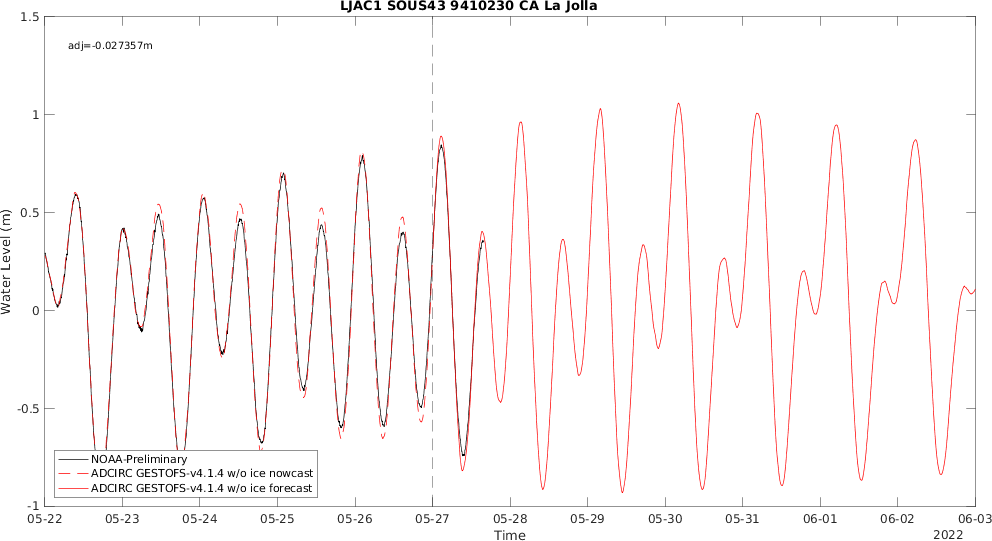 LJAC1 SOUS43 9410230 CA La Jolla
adj=-0.027357m
Water Level (m)
1.5
1
0.5
0
-0.5
-1
NOAA-Preliminary
ADCIRC GESTOFS-v4.1.4 w/o ice nowcast
ADCIRC GESTOFS-v4.1.4 w/o ice forecast
05-22 05-23 05-24 05-25 05-26 05-27 05-28 05-29 05-30 05-31 06-01 06-02 06-03
Time
2022